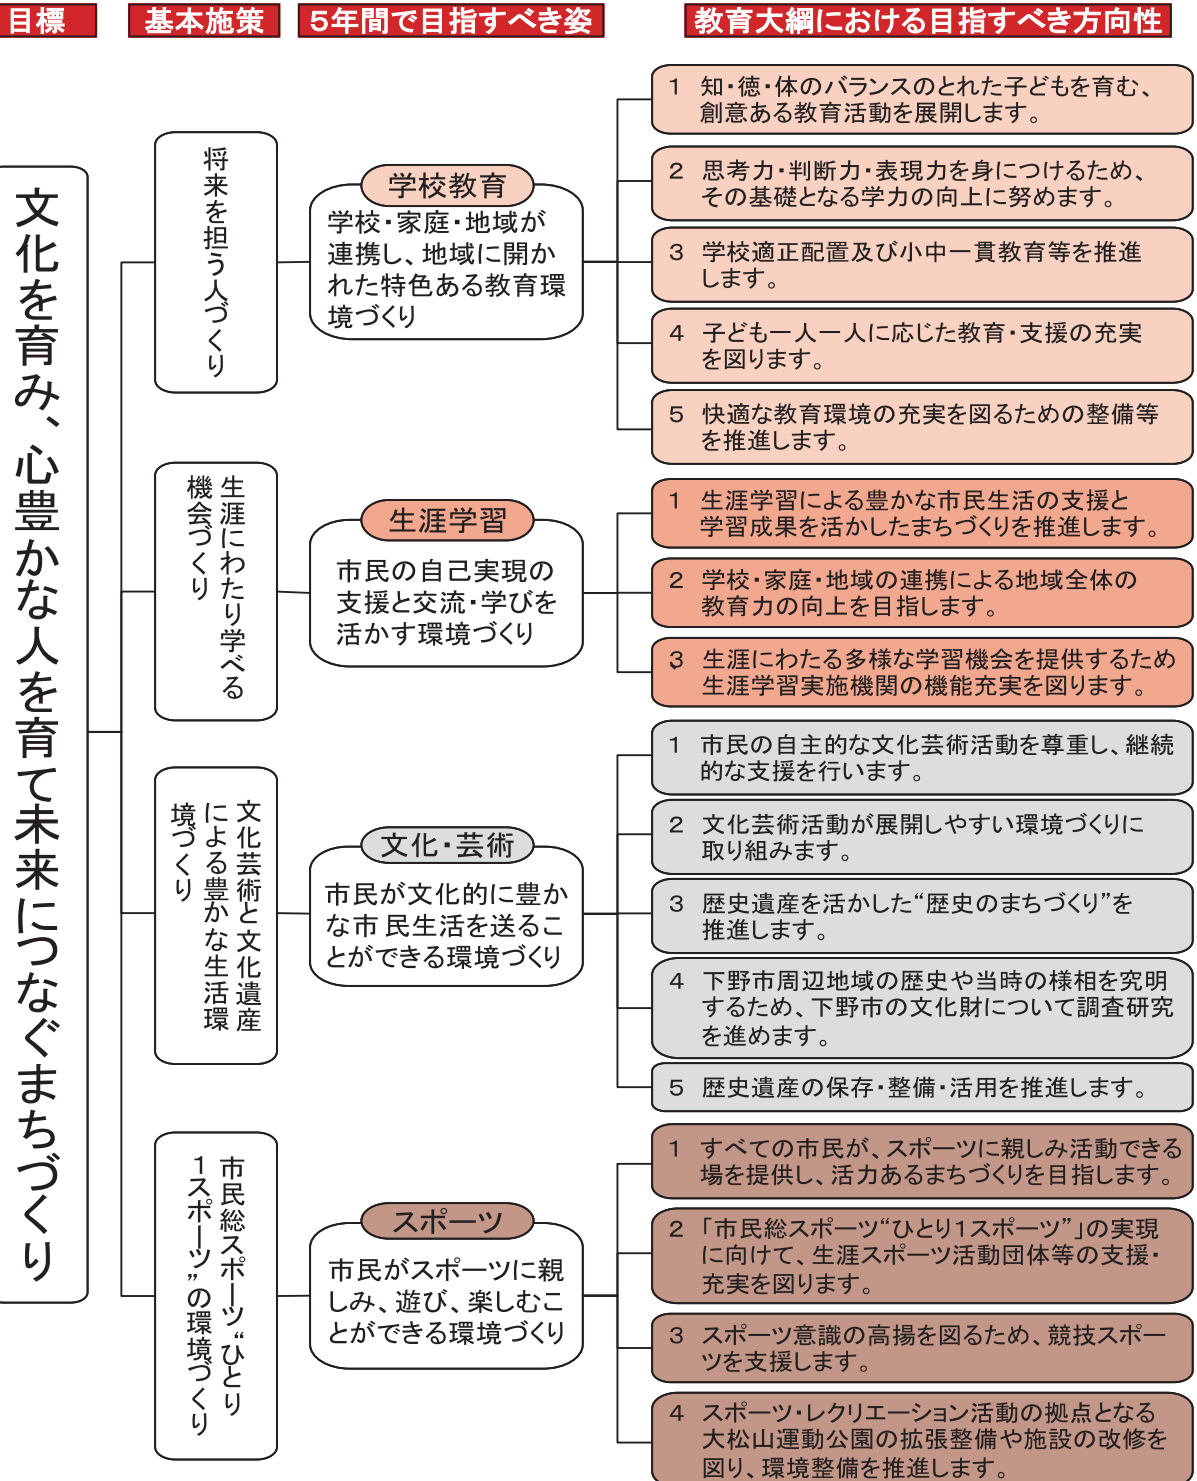 目標
基本施策
５年間で目指すべき姿
教育大綱における目指すべき方向性
文化を育み、心豊かな人を育て未来につなぐまちづくり
将来を担う人づくり
学校教育
学校・家庭・地域が
連携し、地域に開か
れた特色ある教育環
境づくり
1 知・徳・体のバランスのとれた子どもを育む、
創意ある教育活動を展開します。
2 思考力・判断力・表現力を身につけるため、
その基礎となる学力の向上に努めます。
3 学校適正配置及び小中一貫教育等を推進
します。
4 子ども一人一人に応じた教育・支援の充実
を図ります。
5 快適な教育環境の充実を図るための整備等
を推進します。
生涯にわたり学べる
機会づくり
生涯学習
市民の自己実現の
支援と交流・学びを
活かす環境づくり
1 生涯学習による豊かな市民生活の支援と
学習成果を活かしたまちづくりを推進します。
2 学校・家庭・地域の連携による地域全体の
教育力の向上を目指します。
3 生涯にわたる多様な学習機会を提供するため
、
生涯学習実施機関の機能充実を図ります。
文化芸術と文化遺産
による豊かな生活環
境づくり
文化・芸術
市民が文化的に豊か
な市 民生活を送るこ
とができる環境づくり
1 市民の自主的な文化芸術活動を尊重し、継続
的な支援を行います。
2 文化芸術活動が展開しやすい環境づくりに
取り組みます。
3 歴史遺産を活かした“歴史のまちづくり”を
推進します。
4 下野市周辺地域の歴史や当時の様相を究明
するため、下野市の文化財について調査研究
を進めます。
5 歴史遺産の保存・整備・活用を推進します。
市民総スポーツ“ひとり
１スポーツ”の環境づくり
スポーツ
市民がスポーツに親
しみ、遊び、楽しむこ
とができる環境づくり
1 すべての市民が、スポーツに親しみ活動できる
場を提供し、活力あるまちづくりを目指します。
2 「市民総スポーツ“ひとり１スポーツ”」の実現
に向けて、生涯スポーツ活動団体等の支援・
充実を図ります。
3 スポーツ意識の高揚を図るため、競技スポー
ツを支援します。
4 スポーツ・レクリエーション活動の拠点となる
大松山運動公園の拡張整備や施設の改修を
図り、環境整備を推進します。